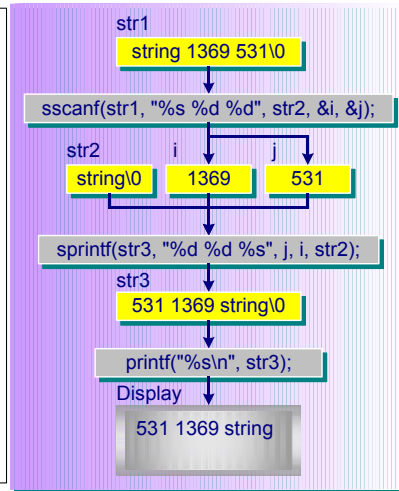 str1
string 1369 531\0
sscanf(str1, "%s %d %d", str2, &i, &j);
str2 i j
string\0 1369 531
sprintf(str3, "%d %d %s", j, i, str2);
str3
531 1369 string\0
printf("%s\n", str3);
Display
531 1369 string